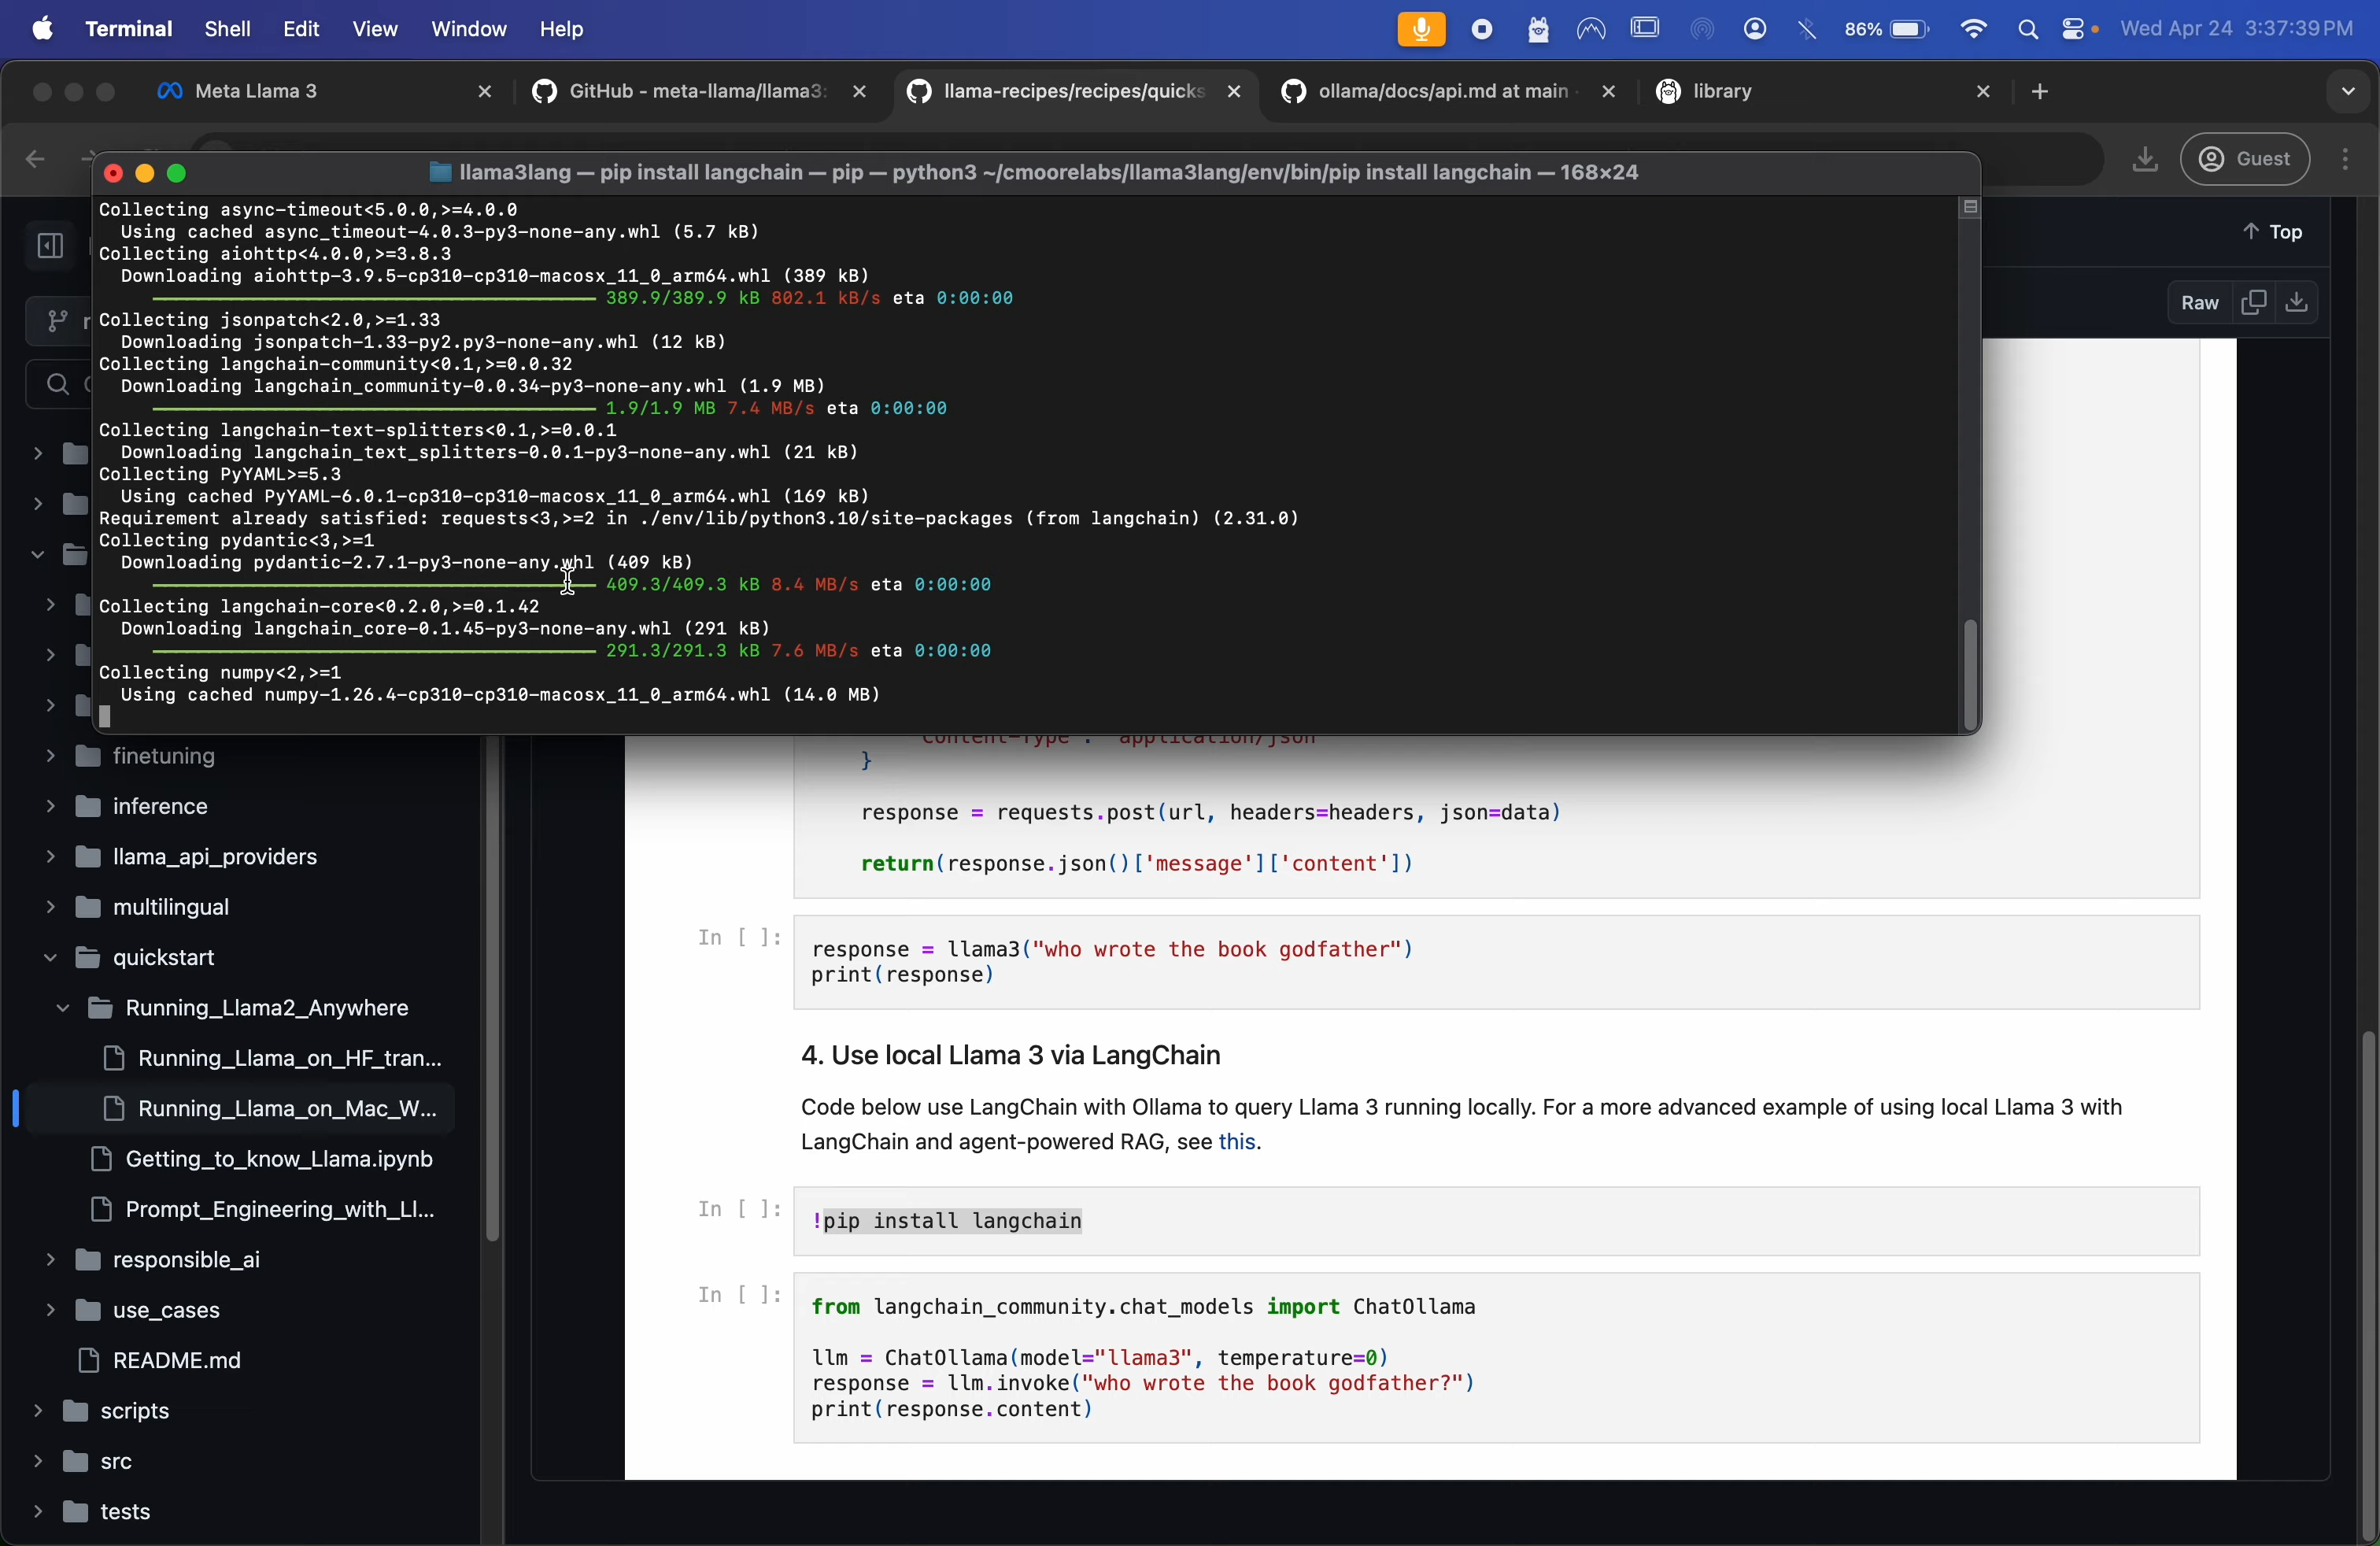 Terminal Shell Edit View Window Help 86% Wed Apr 24 3:37:39 PM
Meta Llama 3 GitHub - meta-llama/llama3: llama-recipes/recipes/quicks ollama/docs/api.md at main library
Guest
llama3lang — pip install langchain — pip — python3 ~/cmoorelabs/llama3lang/env/bin/pip install langchain — 168×24
Collecting async-timeout<5.0.0,>=4.0.0
Using cached async_timeout-4.0.3-py3-none-any.whl (5.7 kB)
Collecting aiohttp<4.0.0,>=3.8.3
Downloading aiohttp-3.9.5-cp310-cp310-macosx_11_0_arm64.whl (389 kB)
389.9/389.9 kB 802.1 kB/s eta 0:00:00
Collecting jsonpatch<2.0,>=1.33
Downloading jsonpatch-1.33-py2.py3-none-any.whl (12 kB)
Collecting langchain-community<0.1,>=0.0.32
Downloading langchain_community-0.0.34-py3-none-any.whl (1.9 MB)
1.9/1.9 MB 7.4 MB/s eta 0:00:00
Collecting langchain-text-splitters<0.1,>=0.0.1
Downloading langchain_text_splitters-0.0.1-py3-none-any.whl (21 kB)
Collecting PyYAML>=5.3
Using cached PyYAML-6.0.1-cp310-cp310-macosx_11_0_arm64.whl (169 kB)
Requirement already satisfied: requests<3,>=2 in ./env/lib/python3.10/site-packages (from langchain) (2.31.0)
Collecting pydantic<3,>=1
Downloading pydantic-2.7.1-py3-none-any.whl (409 kB)
409.3/409.3 kB 8.4 MB/s eta 0:00:00
Collecting langchain-core<0.2.0,>=0.1.42
Downloading langchain_core-0.1.45-py3-none-any.whl (291 kB)
291.3/291.3 kB 7.6 MB/s eta 0:00:00
Collecting numpy<2,>=1
Using cached numpy-1.26.4-cp310-cp310-macosx_11_0_arm64.whl (14.0 MB)
Top
Raw
finetuning
inference
llama_api_providers
multilingual
quickstart
Running_Llama2_Anywhere
Running_Llama_on_HF_tran...
Running_Llama_on_Mac_W...
Getting_to_know_Llama.ipynb
Prompt_Engineering_with_Ll...
responsible_ai
use_cases
README.md
scripts
src
tests
}
response = requests.post(url, headers=headers, json=data)
return(response.json()['message']['content'])
In [ ]:
response = llama3("who wrote the book godfather")
print(response)
4. Use local Llama 3 via LangChain
Code below use LangChain with Ollama to query Llama 3 running locally. For a more advanced example of using local Llama 3 with
LangChain and agent-powered RAG, see this.
In [ ]:
!pip install langchain
In [ ]:
from langchain_community.chat_models import ChatOllama
llm = ChatOllama(model="llama3", temperature=0)
response = llm.invoke("who wrote the book godfather?")
print(response.content)